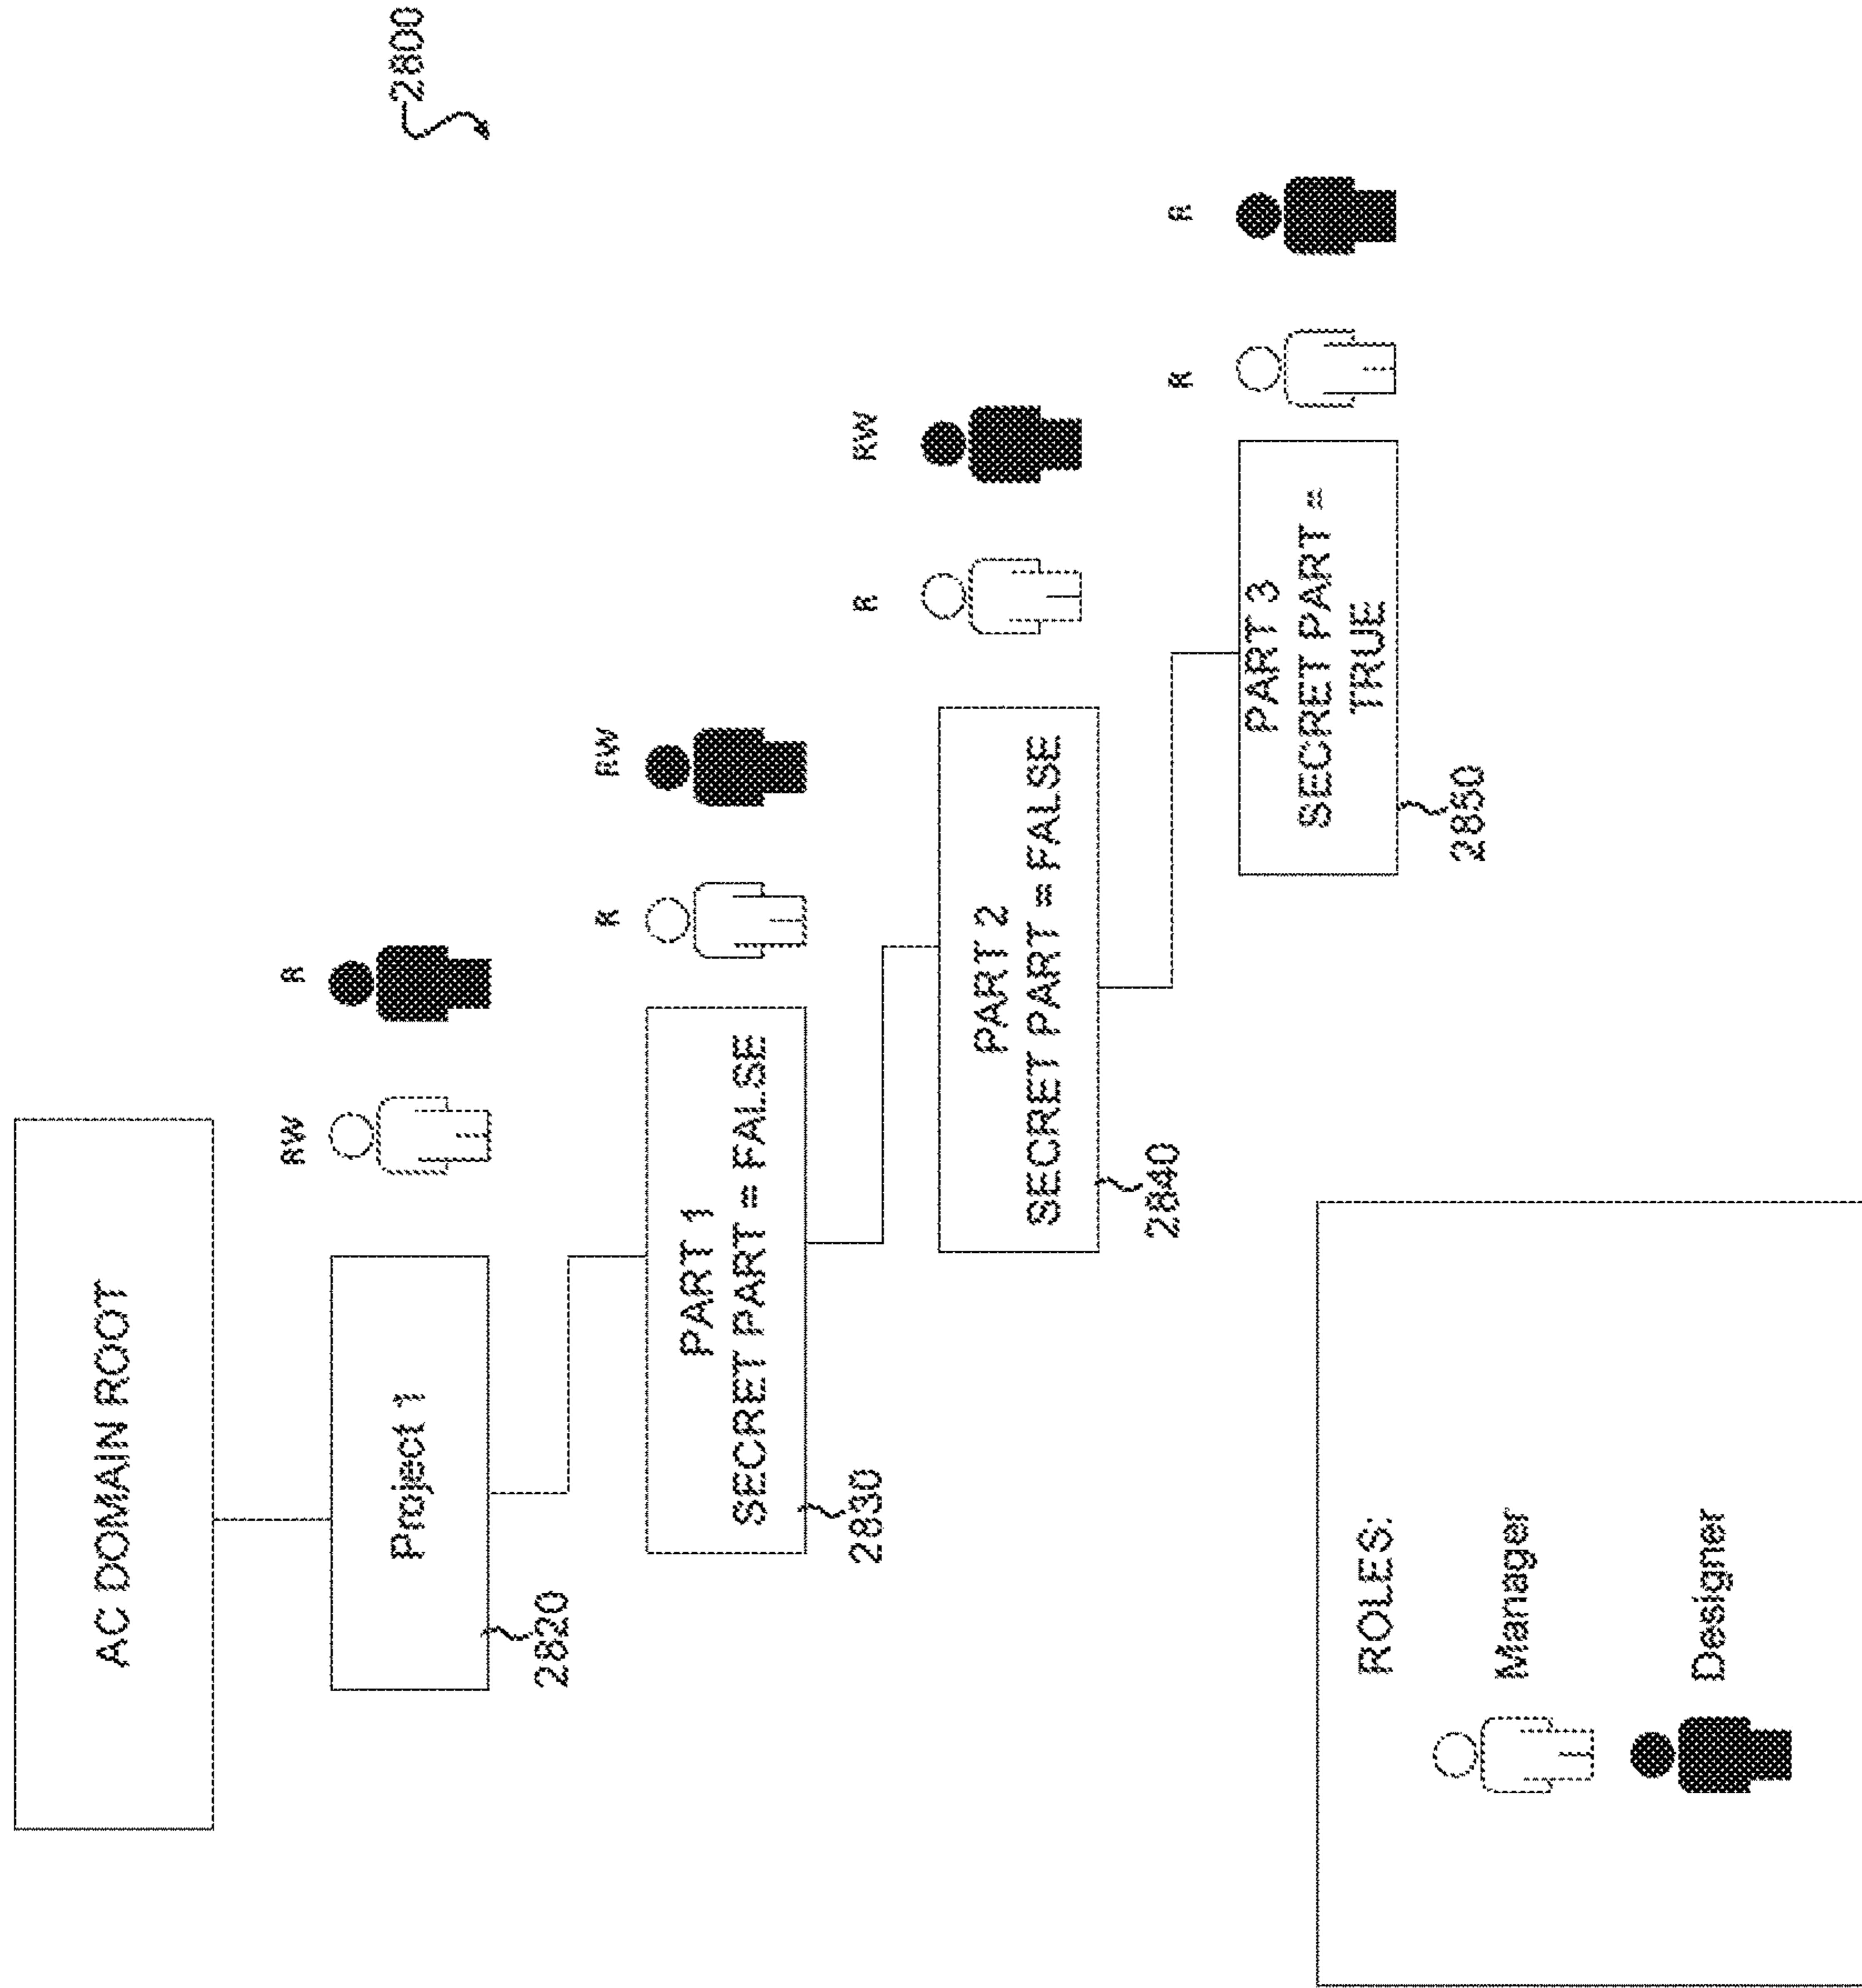 2800
AC DOMAIN ROOT
RW
R
Project 1
2820
R
RW
PART 1
SECRET PART = FALSE
2830
R
RW
PART 2
SECRET PART = FALSE
2840
R
R
PART 3
SECRET PART =
TRUE
2850
ROLES:
Manager
Designer